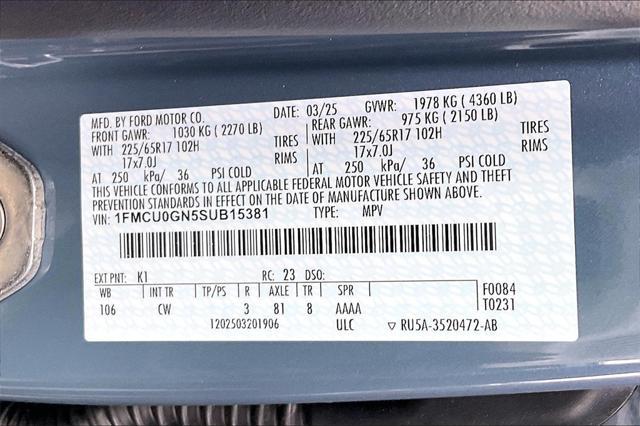 MFD. BY FORD MOTOR CO. DATE: 03/25 GVWR: 1978 KG ( 4360 LB)
FRONT GAWR: 1030 KG ( 2270 LB) REAR GAWR: 975 KG ( 2150 LB)
WITH 225/65R17 102H TIRES WITH 225/65R17 102H TIRES
17x7.0J RIMS 17x7.0J RIMS
AT 250 kPa/ 36 PSI COLD AT 250 kPa/ 36 PSI COLD
THIS VEHICLE CONFORMS TO ALL APPLICABLE FEDERAL MOTOR VEHICLE SAFETY AND THEFT
PREVENTION STANDARDS IN EFFECT ON THE DATE OF MANUFACTURE SHOWN ABOVE.
VIN: 1FMCU0GN5SUB15381 TYPE: MPV
EXT PNT: K1 RC: 23 DSO:
WB INT TR TP/PS R AXLE TR SPR F0084
106 CW 3 81 8 AAAA T0231
1202503201906 ULC ▽ RU5A-3520472-AB